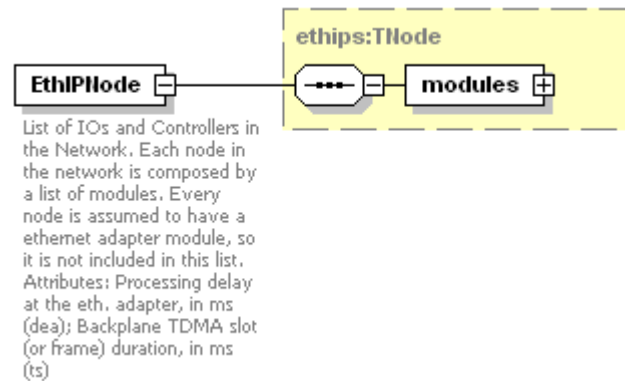 ethips:TNode
EthIPNode
modules
List of IOs and Controllers in
the Network. Each node in
the network is composed by
a list of modules. Every
node is assumed to have a
ethernet adapter module, so
it is not included in this list.
Attributes: Processing delay
at the eth. adapter, in ms
(dea); Backplane TDMA slot
(or frame) duration, in ms
(ts)